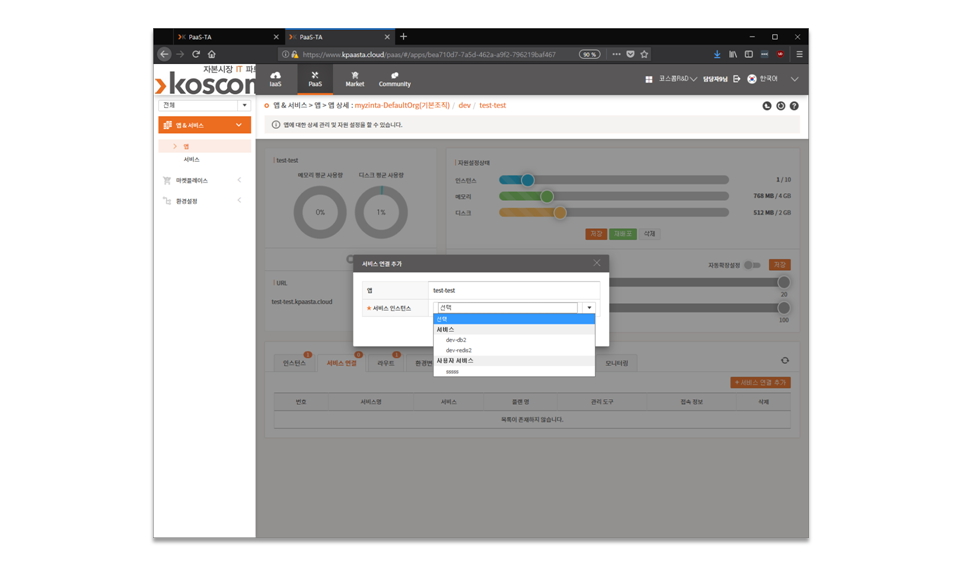 PaaS-TA
PaaS-TA
https://www.kpaasta.cloud/paas/#/apps/bea710d7-7a5d-462a-a9f2-796219baf467
90 %
자본시장 IT 파트
koscom
IaaS
PaaS
Market
Community
코스콤R&D
담당자9님
한국어
전체
앱 & 서비스
앱
서비스
마켓플레이스
환경설정
앱 & 서비스 > 앱 > 앱 상세 : myzinta-DefaultOrg(기본조직) / dev / test-test
앱에 대한 상세 관리 및 자원 설정을 할 수 있습니다.
test-test
메모리 평균 사용량
디스크 평균 사용량
0%
1%
자원설정상태
인스턴스
1 / 10
메모리
768 MB / 4 GB
디스크
512 MB / 2 GB
저장
재배포
삭제
URL
test-test.kpaasta.cloud
자원확장설정
저장
20
100
서비스 연결 추가
앱
test-test
서비스 인스턴스
선택
선택
서비스
dev-db2
dev-redis2
사용자 서비스
sssss
인스턴스
서비스 연결
라우트
환경변
모니터링
+ 서비스 연결 추가
번호
서비스명
서비스
플랜 명
관리 도구
접속 정보
삭제
목록이 존재하지 않습니다.